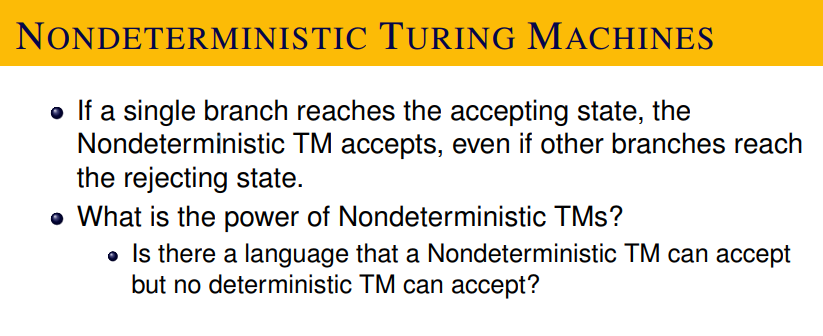 NONDETERMINISTIC TURING MACHINES
If a single branch reaches the accepting state, the
Nondeterministic TM accepts, even if other branches reach
the rejecting state.
What is the power of Nondeterministic TMs?
Is there a language that a Nondeterministic TM can accept
but no deterministic TM can accept?